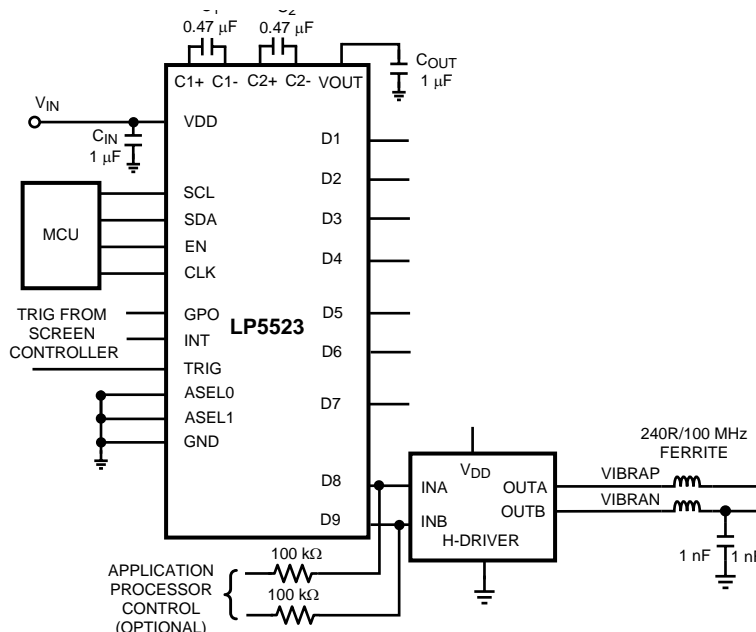 0.47 µF
0.47 µF
C1+ C1- C2+ C2- VOUT
COUT
1 µF
VIN
VDD
CIN
1 µF
D1
D2
D3
D4
D5
D6
D7
D8
D9
MCU
SCL
SDA
EN
CLK
TRIG FROM
SCREEN
CONTROLLER
GPO
INT
TRIG
LP5523
ASEL0
ASEL1
GND
240R/100 MHz
FERRITE
VDD
INA
INB
OUTA
OUTB
H-DRIVER
VIBRAP
VIBRAN
1 nF
APPLICATION
PROCESSOR
CONTROL
(OPTIONAL)
100 kΩ
100 kΩ